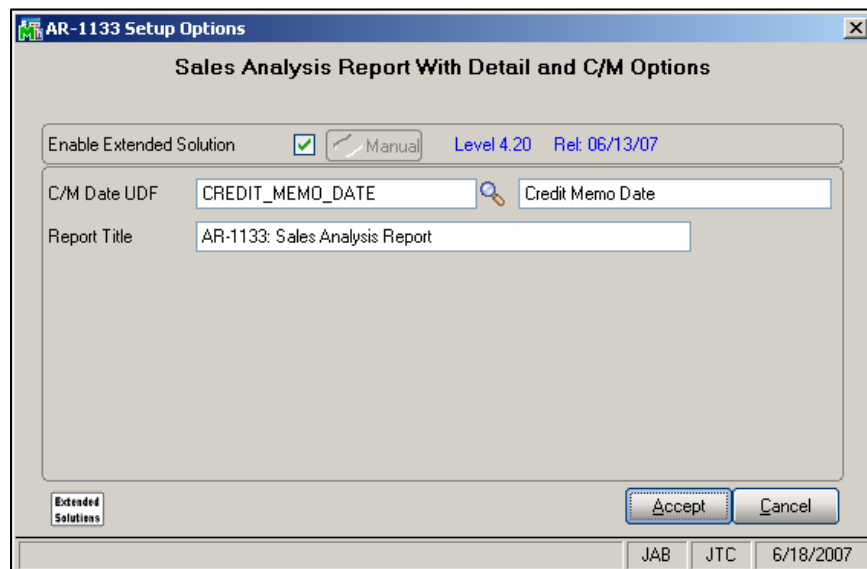 AR-1133 Setup Options
Sales Analysis Report With Detail and C/M Options
Enable Extended Solution Manual Level 4.20 Rel: 06/13/07
C/M Date UDF CREDIT_MEMO_DATE Credit Memo Date
Report Title AR-1133: Sales Analysis Report
Extended
Solutions
Accept Cancel
JAB JTC 6/18/2007